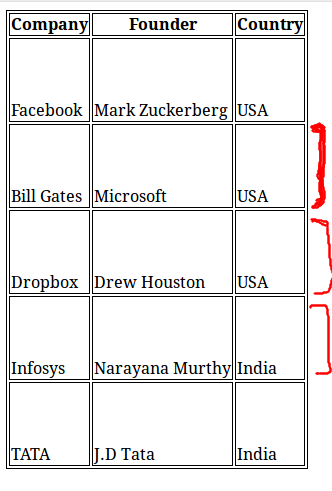 Company Founder Country
Facebook Mark Zuckerberg USA
Bill Gates Microsoft USA
Dropbox Drew Houston USA
Infosys Narayana Murthy India
TATA J.D Tata India